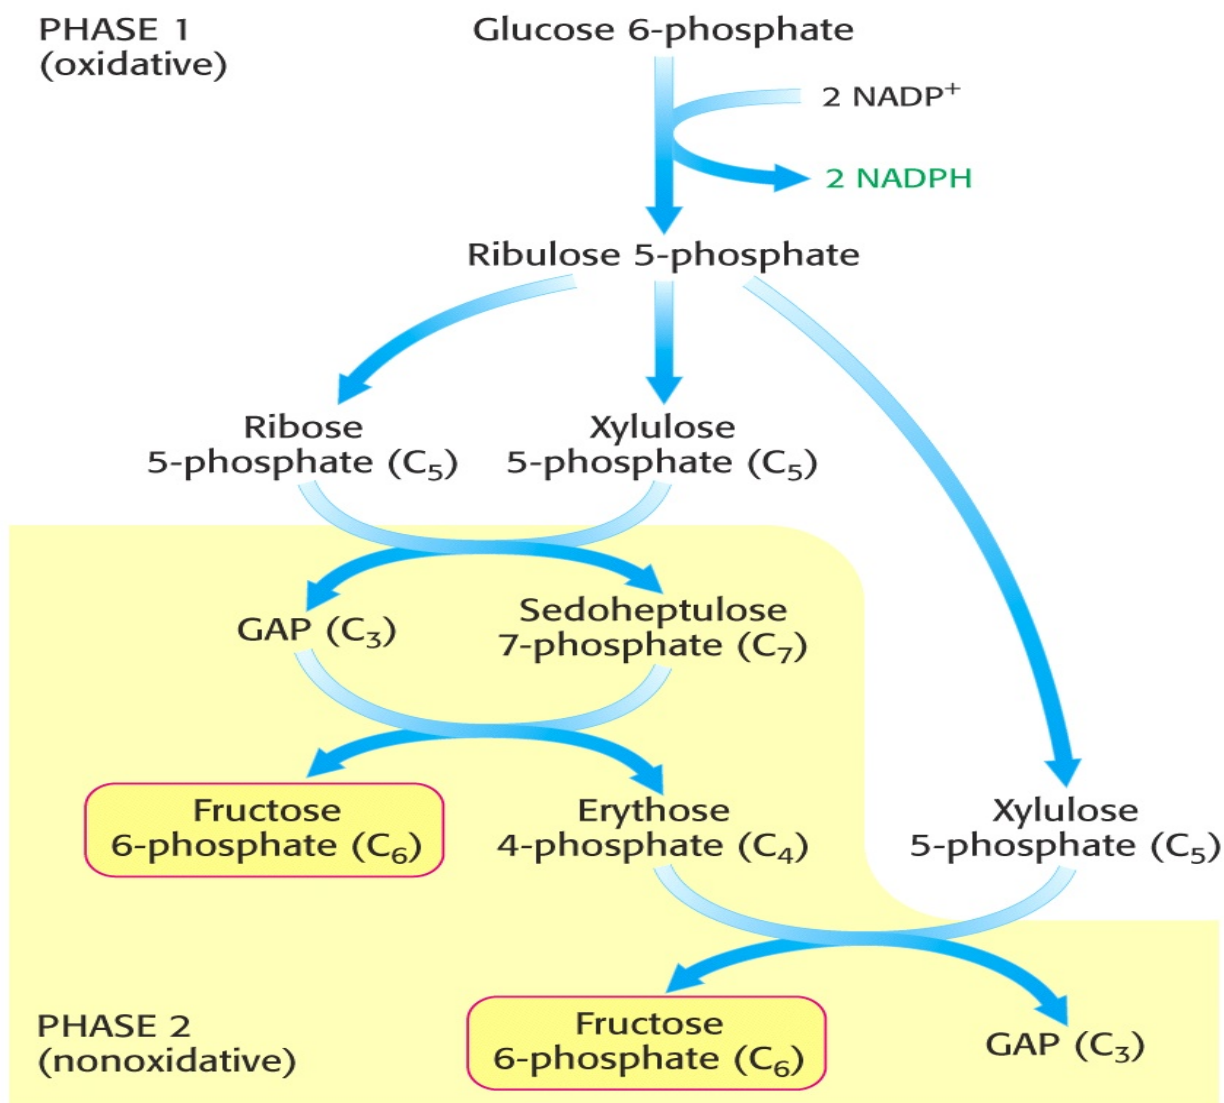 PHASE 1
(oxidative)
Glucose 6-phosphate
2 NADP⁺
2 NADPH
Ribulose 5-phosphate
Ribose
5-phosphate (C₅)
Xylulose
5-phosphate (C₅)
GAP (C₃)
Sedoheptulose
7-phosphate (C₇)
Fructose
6-phosphate (C₆)
Erythose
4-phosphate (C₄)
Xylulose
5-phosphate (C₅)
PHASE 2
(nonoxidative)
Fructose
6-phosphate (C₆)
GAP (C₃)